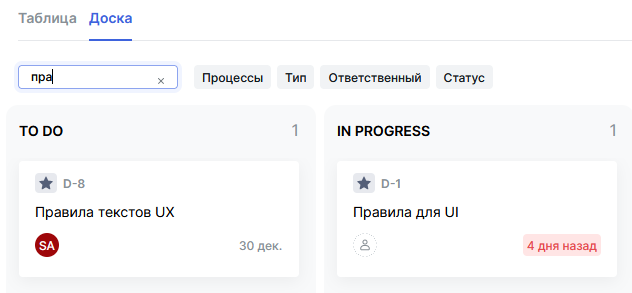 Таблица Доска
пра × Процессы Тип Ответственный Статус
TO DO 1
D-8
Правила текстов UX
SA 30 дек.
IN PROGRESS 1
D-1
Правила для UI
4 дня назад